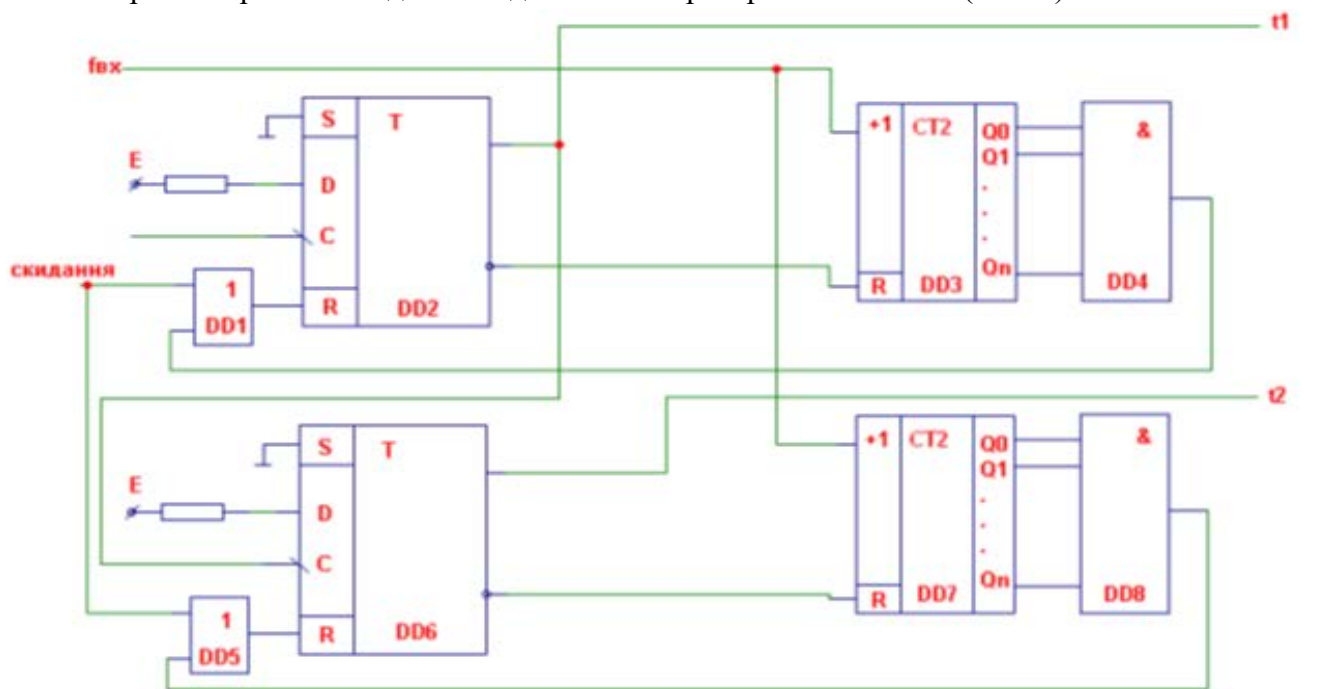 t1
fвх
S
T
E
D
C
скидання
1
DD1
R
DD2
+1
CT2
Q0
Q1
.
.
.
Qn
R
DD3
&
DD4
t2
S
T
E
D
C
1
DD5
R
DD6
+1
CT2
Q0
Q1
.
.
.
Qn
R
DD7
&
DD8